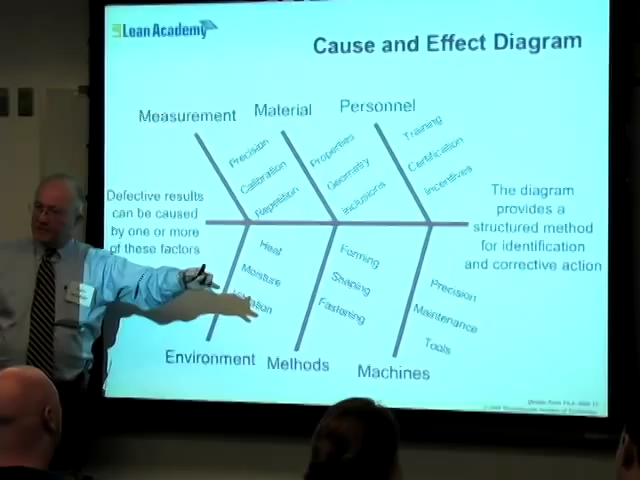 Lean Academy
Cause and Effect Diagram
Measurement
Material
Personnel
Precision
Calibration
Repetition
Properties
Geometry
Inclusions
Training
Certification
Incentives
Defective results
can be caused
by one or more
of these factors
The diagram
provides a
structured method
for identification
and corrective action
Heat
Moisture
Forming
Shaping
Fastening
Precision
Maintenance
Tools
Environment
Methods
Machines